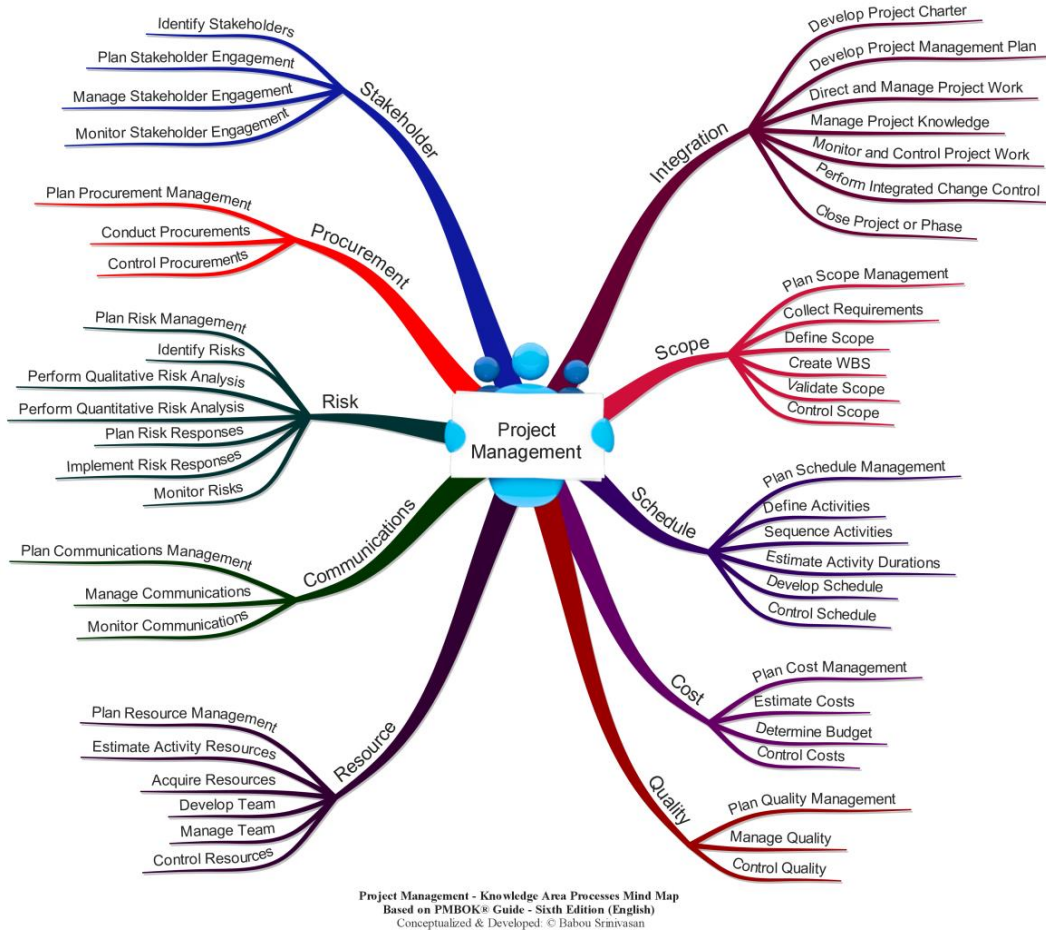 Identify Stakeholders
Plan Stakeholder Engagement
Manage Stakeholder Engagement
Monitor Stakeholder Engagement
Stakeholder
Plan Procurement Management
Conduct Procurements
Control Procurements
Procurement
Plan Risk Management
Identify Risks
Perform Qualitative Risk Analysis
Perform Quantitative Risk Analysis
Plan Risk Responses
Implement Risk Responses
Monitor Risks
Risk
Plan Communications Management
Manage Communications
Monitor Communications
Communications
Plan Resource Management
Estimate Activity Resources
Acquire Resources
Develop Team
Manage Team
Control Resources
Resource
Project
Management
Integration
Develop Project Charter
Develop Project Management Plan
Direct and Manage Project Work
Manage Project Knowledge
Monitor and Control Project Work
Perform Integrated Change Control
Close Project or Phase
Scope
Plan Scope Management
Collect Requirements
Define Scope
Create WBS
Validate Scope
Control Scope
Schedule
Plan Schedule Management
Define Activities
Sequence Activities
Estimate Activity Durations
Develop Schedule
Control Schedule
Cost
Plan Cost Management
Estimate Costs
Determine Budget
Control Costs
Quality
Plan Quality Management
Manage Quality
Control Quality
Project Management - Knowledge Area Processes Mind Map
Based on PMBOK® Guide - Sixth Edition (English)
Conceptualized & Developed: © Babou Srinivasan